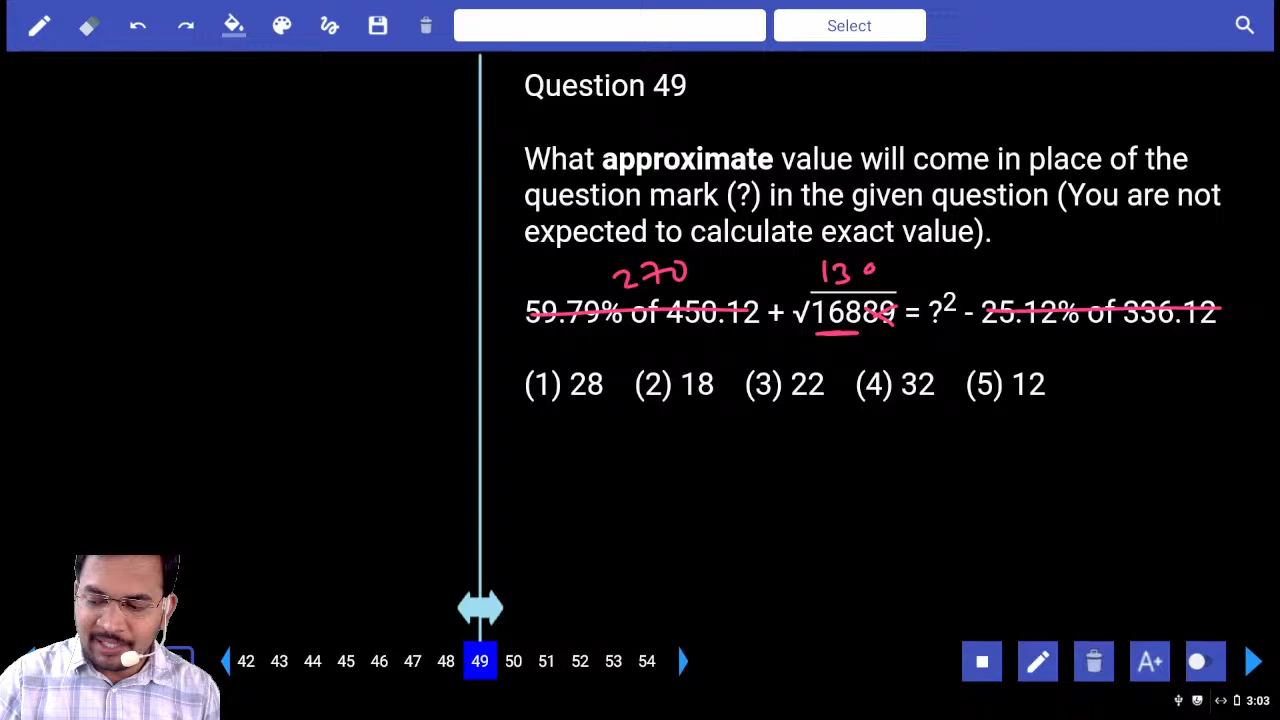 Select
Question 49
What approximate value will come in place of the
question mark (?) in the given question (You are not
expected to calculate exact value).
270 130
59.79% of 450.12 + √16889 = ?² - 25.12% of 336.12
(1) 28 (2) 18 (3) 22 (4) 32 (5) 12
42 43 44 45 46 47 48 49 50 51 52 53 54
A+
3:03